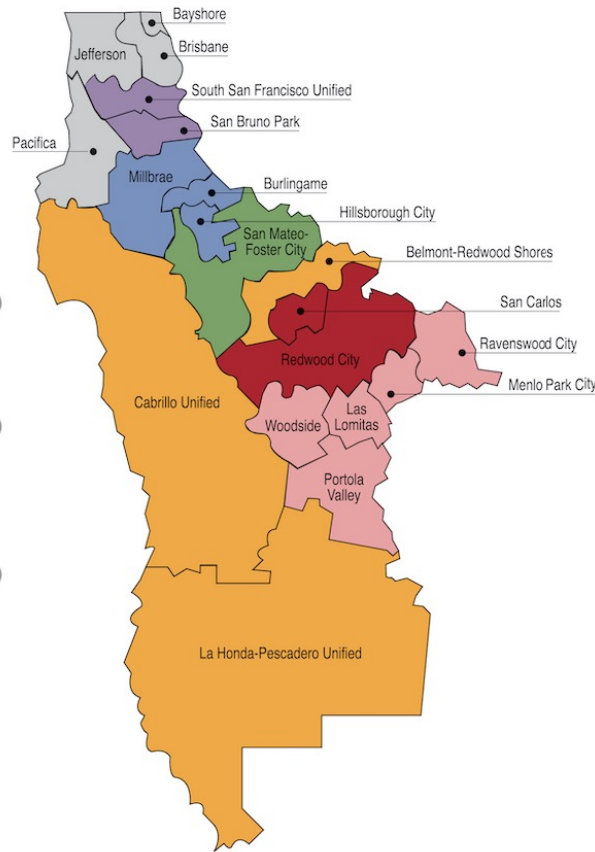 Bayshore
Jefferson
Brisbane
South San Francisco Unified
San Bruno Park
Pacifica
Millbrae
Burlingame
Hillsborough City
San Mateo-
Foster City
Belmont-Redwood Shores
San Carlos
Ravenswood City
Redwood City
Menlo Park City
Cabrillo Unified
Woodside
Las
Lomitas
Portola
Valley
La Honda-Pescadero Unified